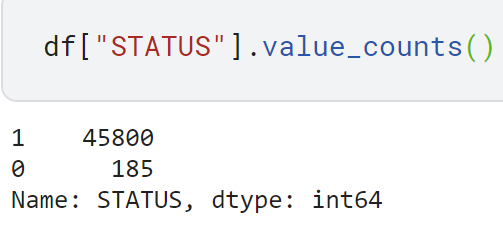 df["STATUS"].value_counts()
1    45800
0      185
Name: STATUS, dtype: int64